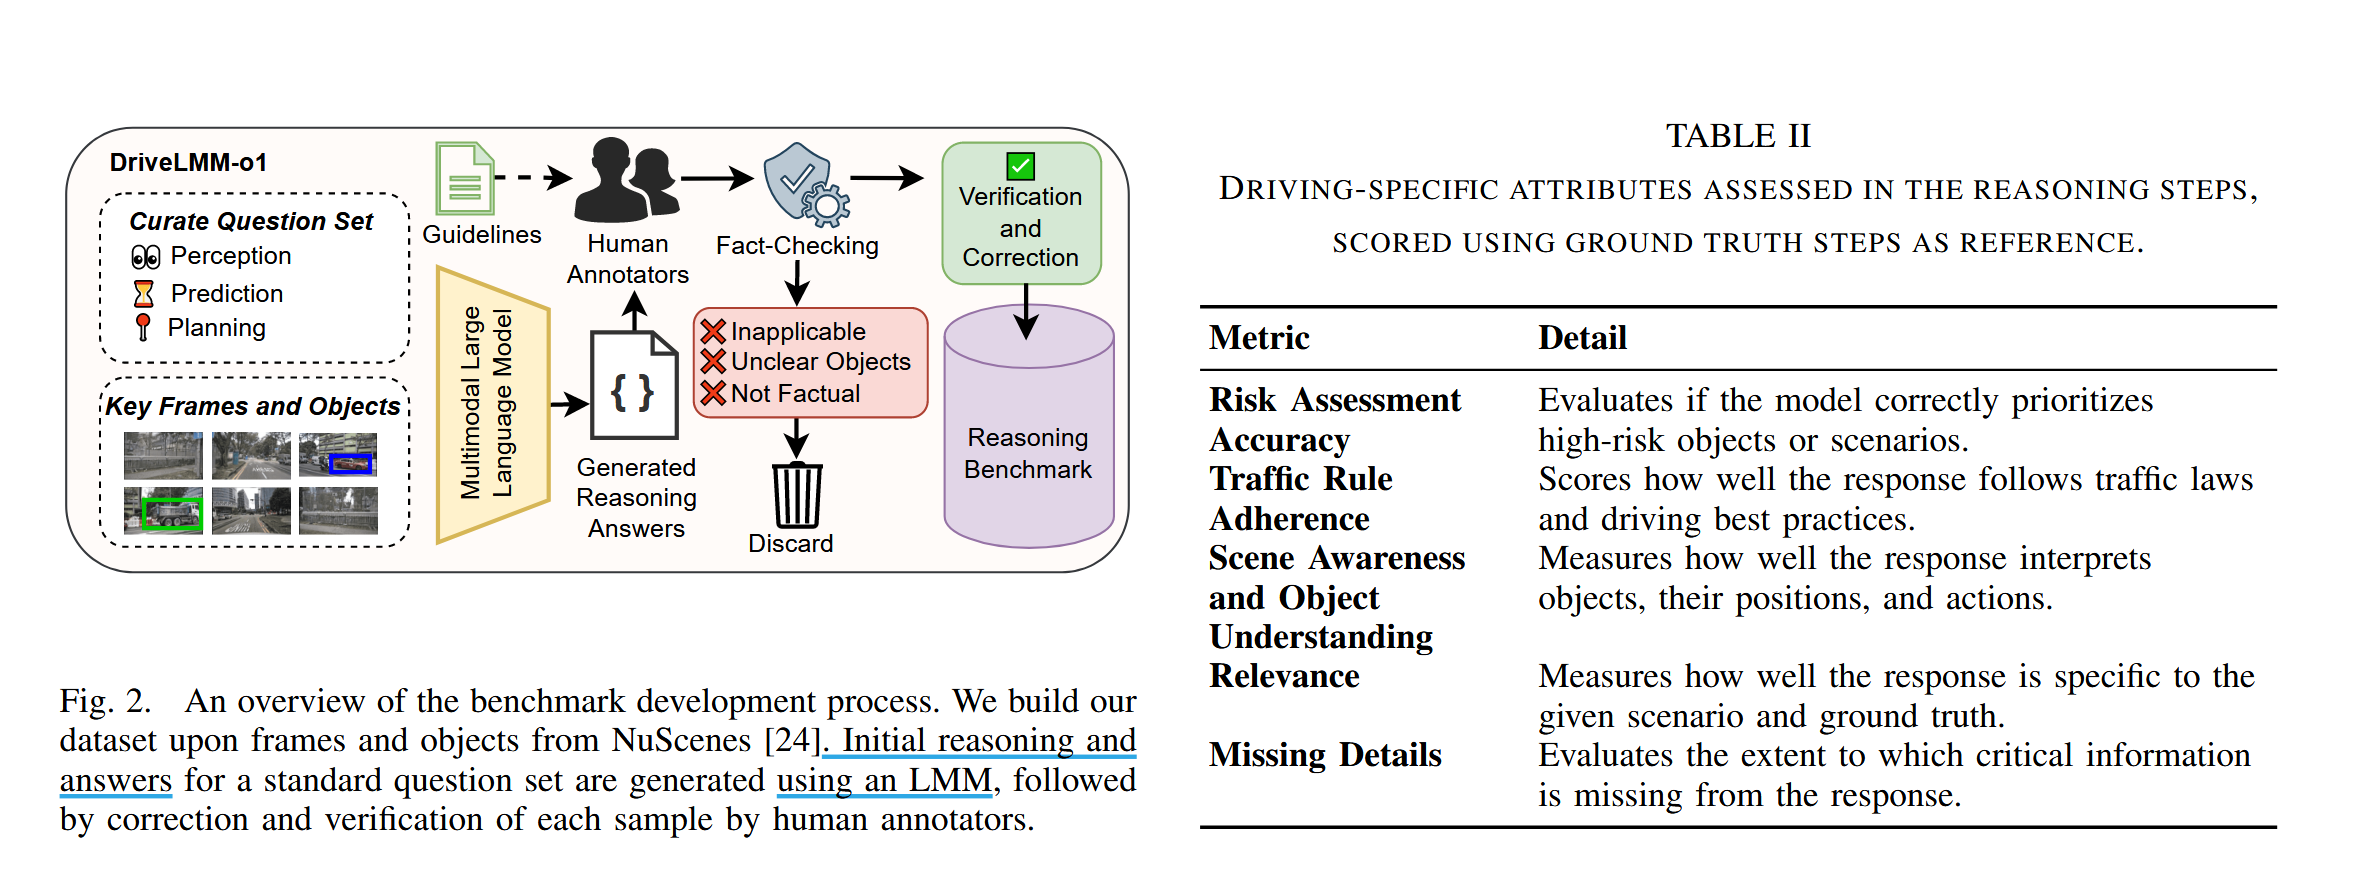 DriveLMM-o1
Curate Question Set
Perception
Prediction
Planning
Key Frames and Objects
Guidelines
Multimodal Large
Language Model
Human
Annotators
{ }
Generated
Reasoning
Answers
Fact-Checking
Inapplicable
Unclear Objects
Not Factual
Discard
Verification
and
Correction
Reasoning
Benchmark
Fig. 2. An overview of the benchmark development process. We build our
dataset upon frames and objects from NuScenes [24]. Initial reasoning and
answers for a standard question set are generated using an LMM, followed
by correction and verification of each sample by human annotators.
TABLE II
DRIVING-SPECIFIC ATTRIBUTES ASSESSED IN THE REASONING STEPS,
SCORED USING GROUND TRUTH STEPS AS REFERENCE.
Metric Detail
Risk Assessment Evaluates if the model correctly prioritizes
Accuracy high-risk objects or scenarios.
Traffic Rule Scores how well the response follows traffic laws
Adherence and driving best practices.
Scene Awareness Measures how well the response interprets
and Object objects, their positions, and actions.
Understanding
Relevance Measures how well the response is specific to the
given scenario and ground truth.
Missing Details Evaluates the extent to which critical information
is missing from the response.